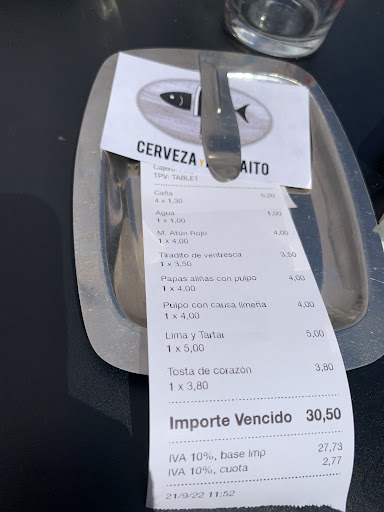 CERVEZA Y AITO
TPV: TABLET
Caña 5,20
4 x 1,30
Agua 1,00
1 x 1,00
M. Atún Rojo 4,00
1 x 4,00
Tiradito de ventresca 3,50
1 x 3,50
Papas aliñas con pulpo 4,00
1 x 4,00
Pulpo con causa limeña 4,00
1 x 4,00
Lima y Tartar 5,00
1 x 5,00
Tosta de corazón 3,80
1 x 3,80
Importe Vencido 30,50
IVA 10%, base imp 27,73
IVA 10%, cuota 2,77
21/9/22 11:52